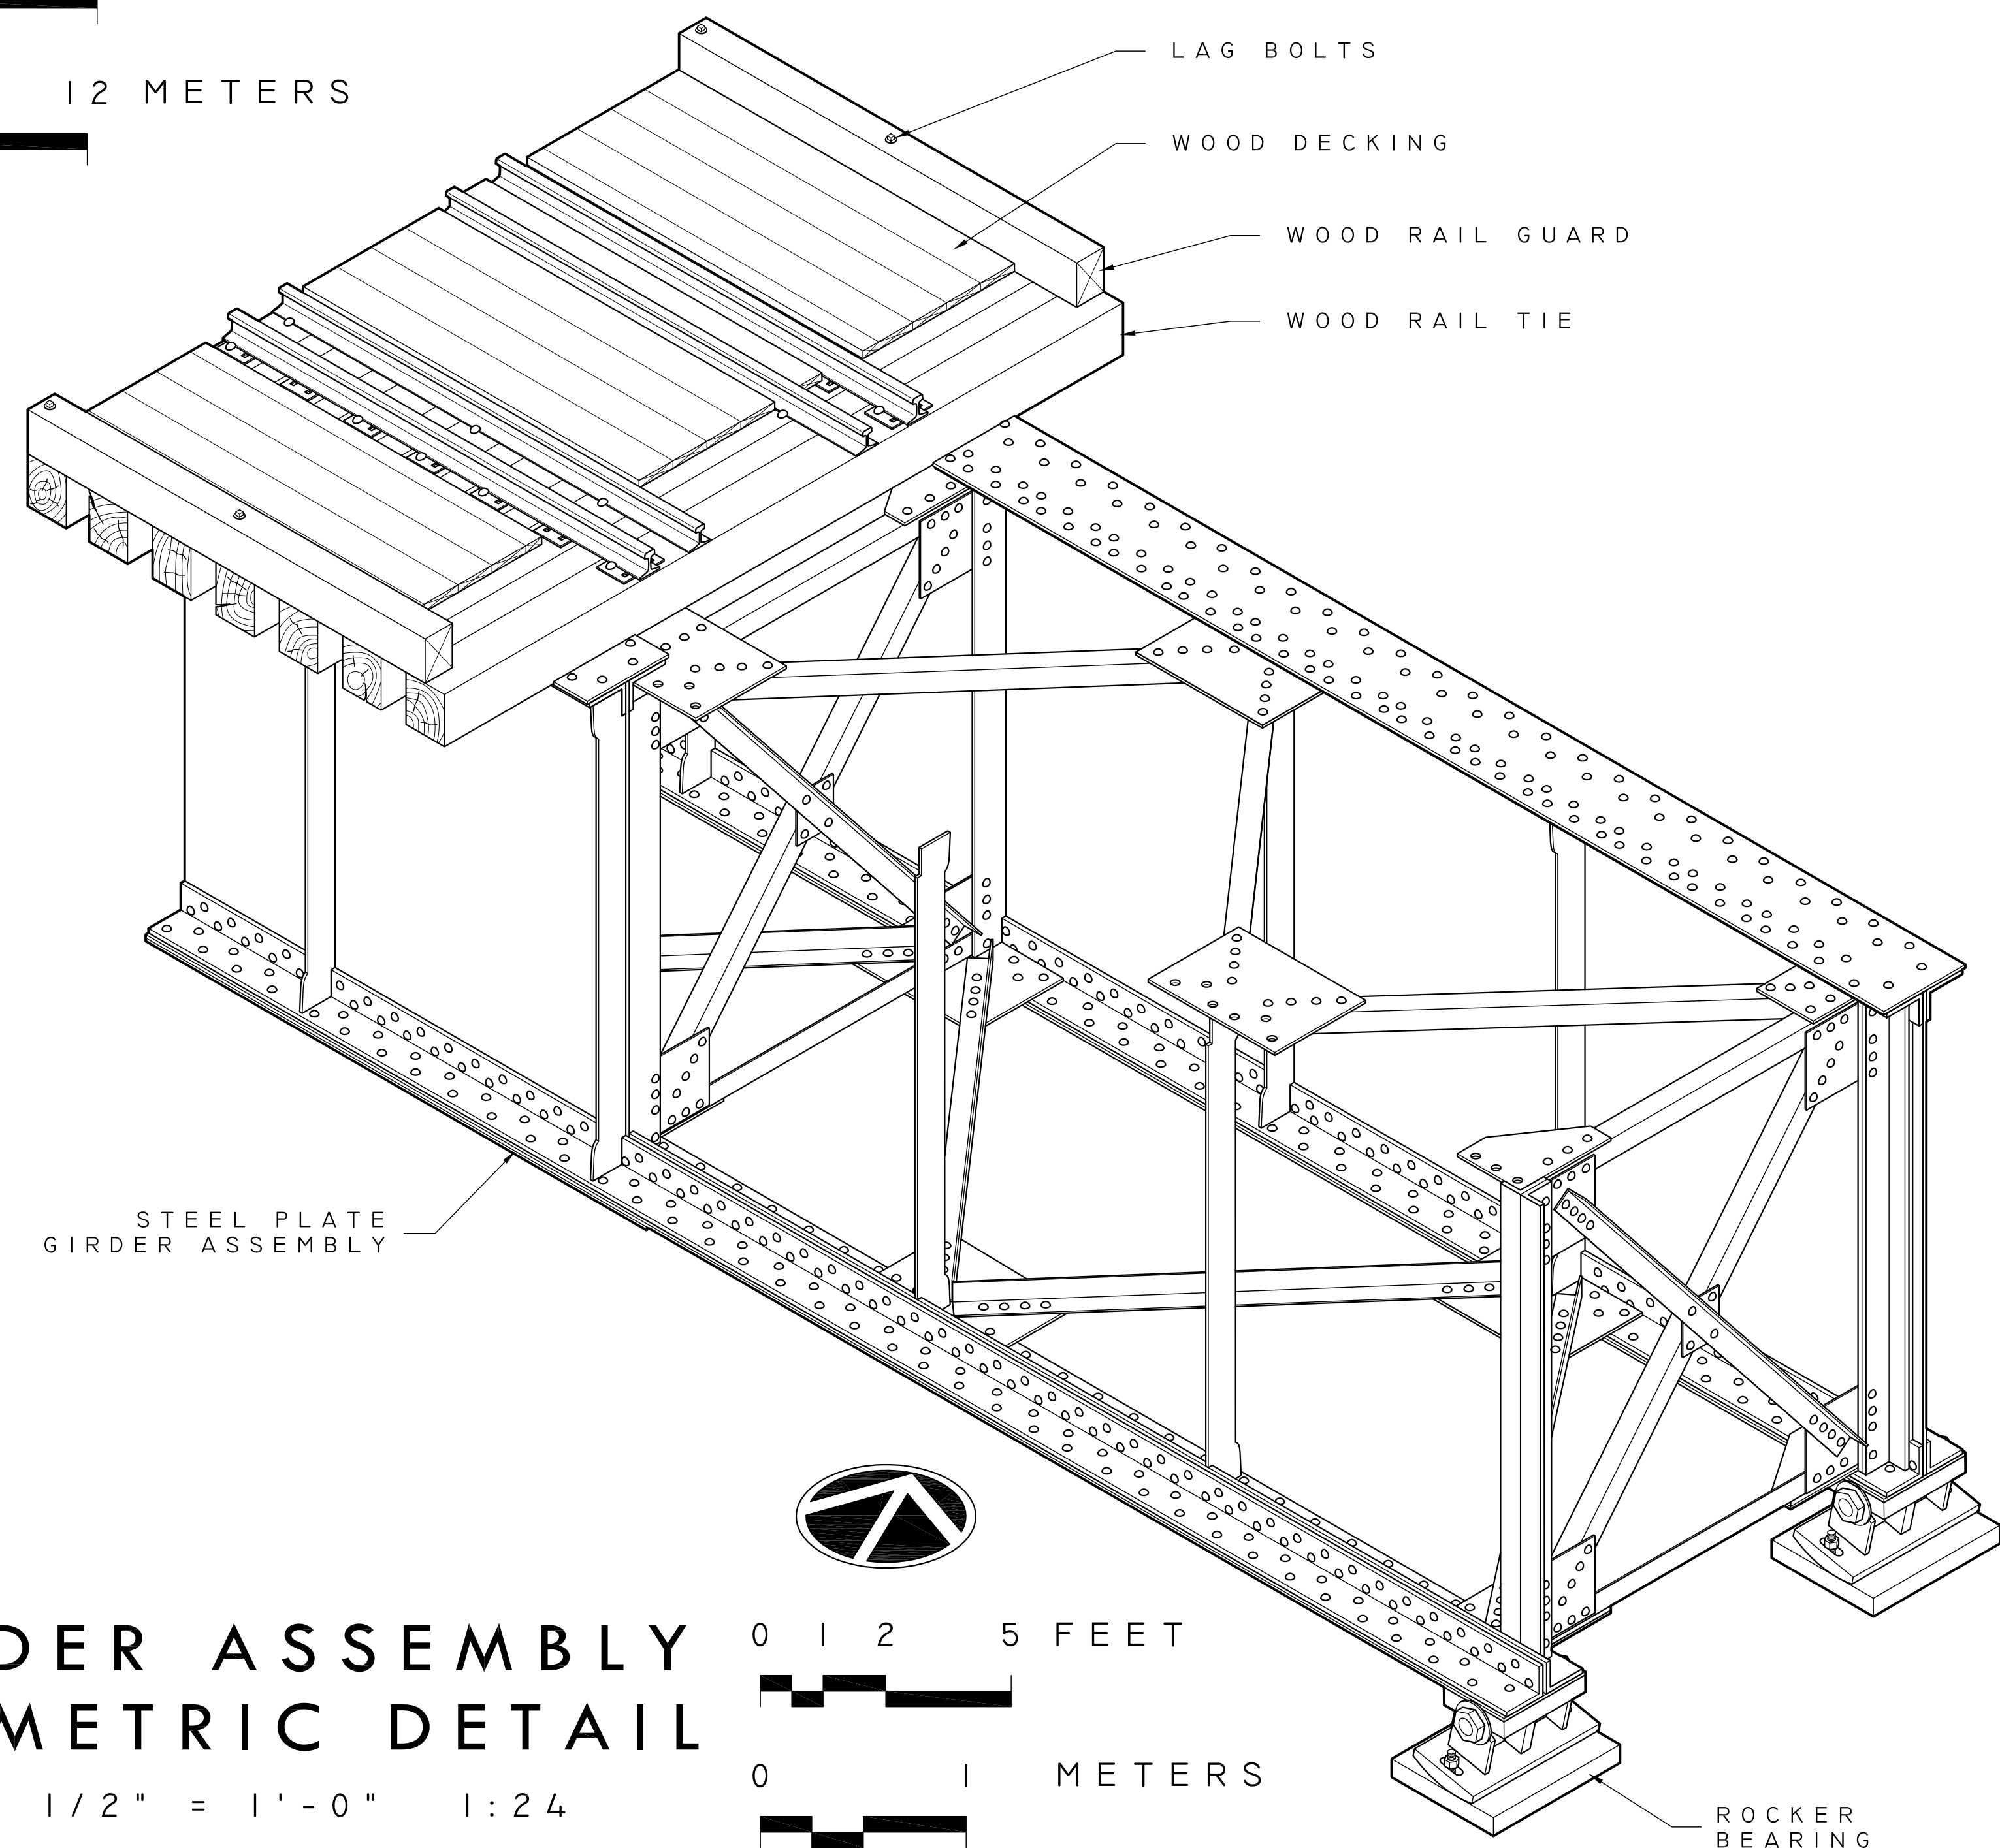 12 METERS
LAG BOLTS
WOOD DECKING
WOOD RAIL GUARD
WOOD RAIL TIE
STEEL PLATE
GIRDER ASSEMBLY
DER ASSEMBLY
METRIC DETAIL
1/2" = 1'-0" 1:24
0 1 2 5 FEET
0 1 METERS
ROCKER
BEARING